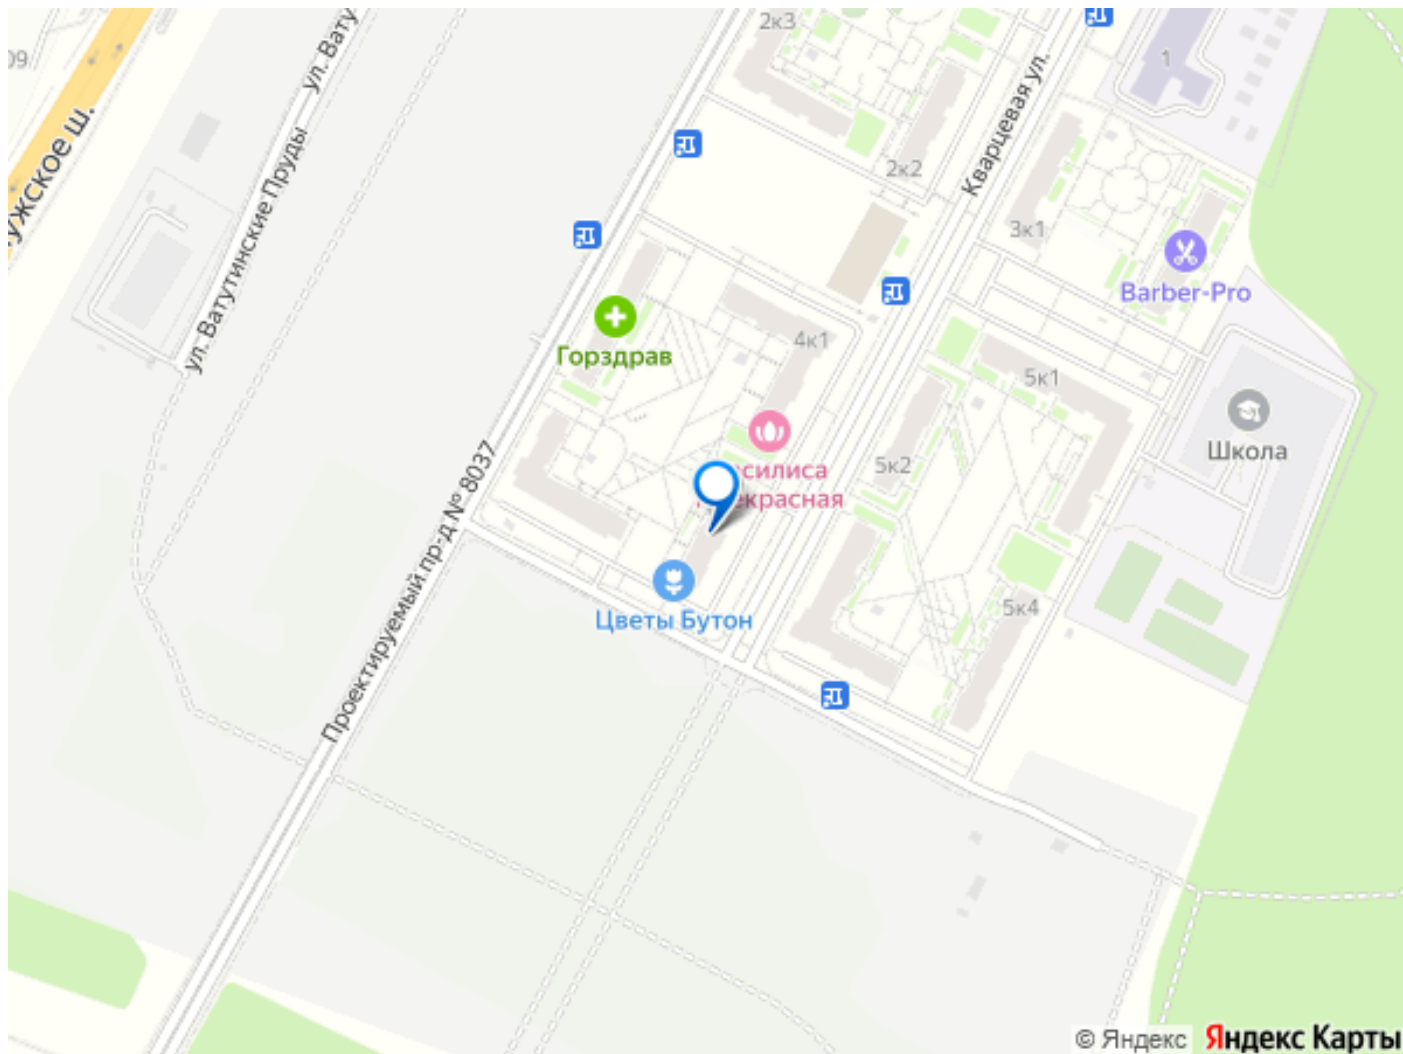 2к3
ул. Вату
ул. Ватутинские Пруды
09
ужское ш.
1
Кварцевая ул.
2к2
3к1
Barber-Pro
4к1
Горздрав
5к1
Школа
5к2
силиса
екрасная
Проектируемый пр-д № 8037
Цветы Бутон
5к4
© Яндекс Яндекс Карты